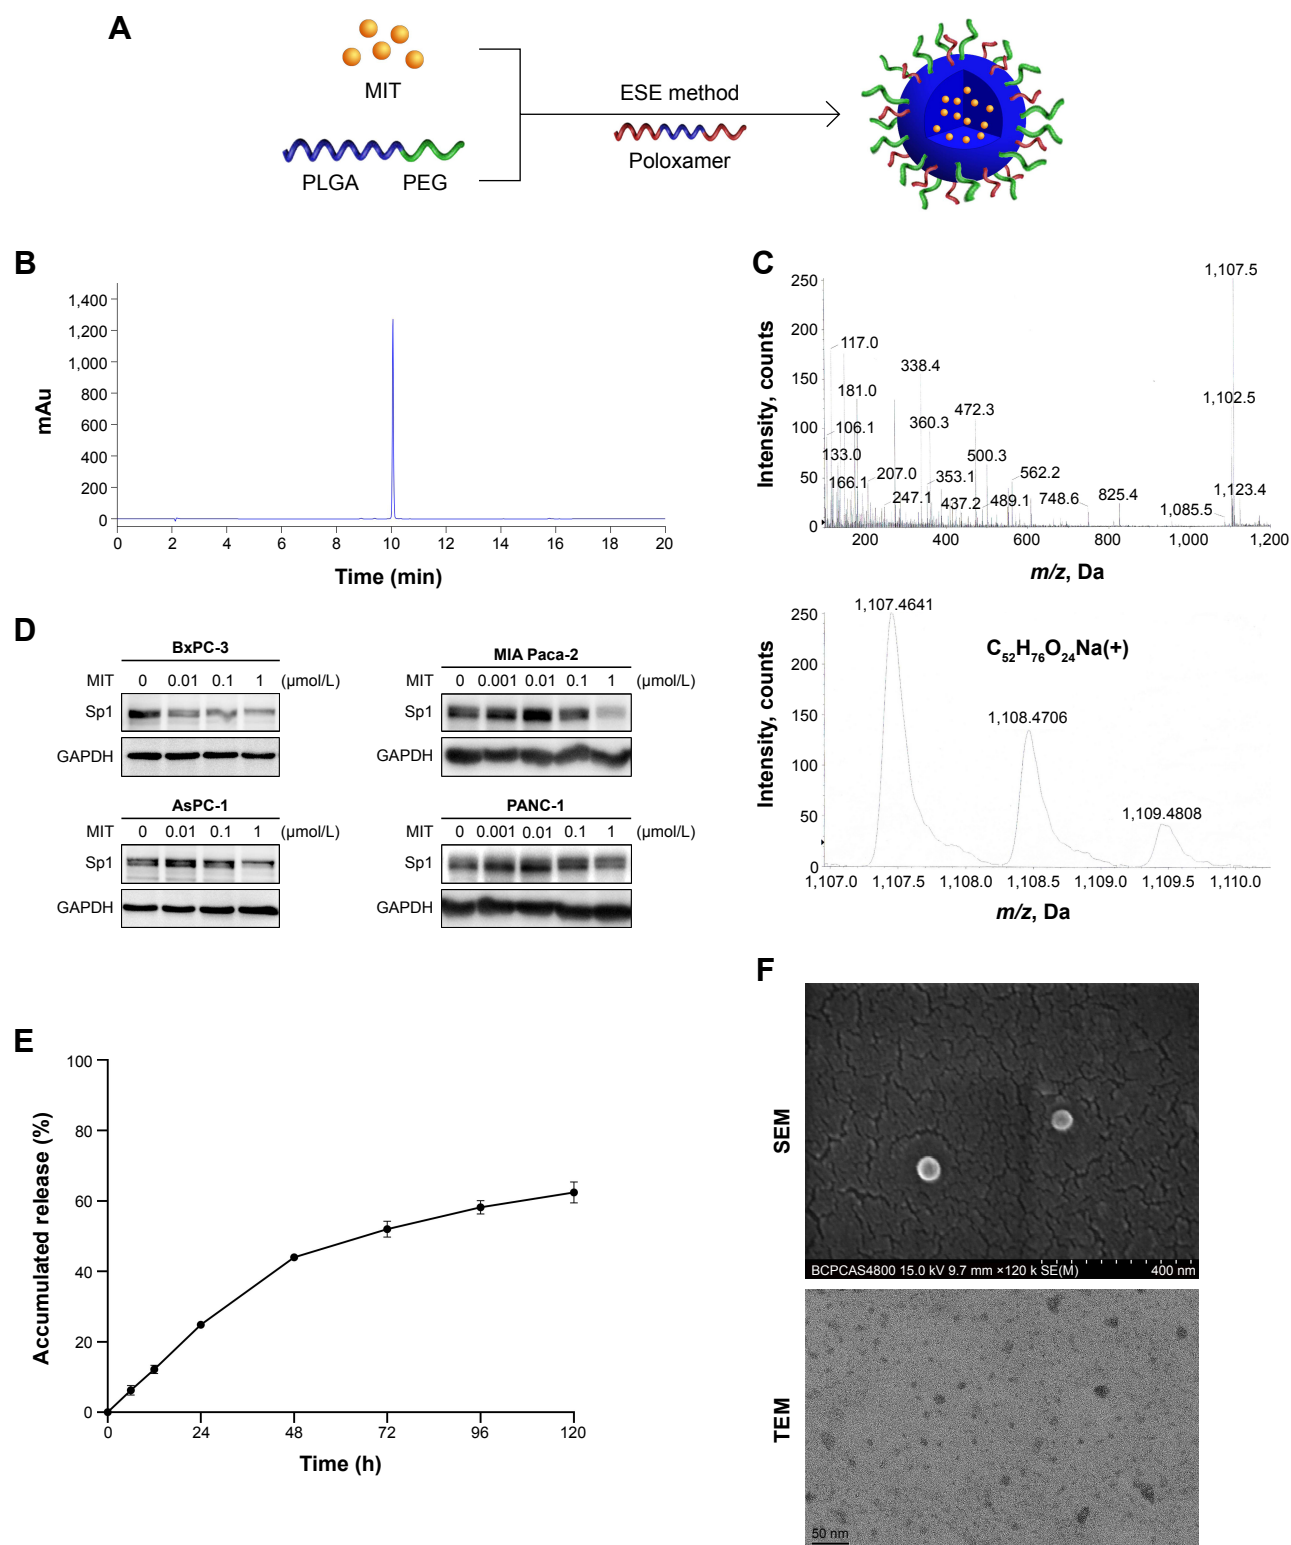 A
MIT
PLGA PEG
ESE method
Poloxamer
B
mAu
1,400
1,200
1,000
800
600
400
200
0
0 2 4 6 8 10 12 14 16 18 20
Time (min)
C
Intensity, counts
250
200
150
100
50
0
1,107.5
117.0
338.4
181.0
1,102.5
472.3
106.1
360.3
133.0
500.3
166.1
207.0
353.1
562.2
247.1
437.2
489.1
748.6
825.4
1,085.5
1,123.4
200 400 600 800 1,000 1,200
m/z, Da
Intensity, counts
250
200
150
100
50
0
1,107.4641
C52H76O24Na(+)
1,108.4706
1,109.4808
1,107.0 1,107.5 1,108.0 1,108.5 1,109.0 1,109.5 1,110.0
m/z, Da
D
BxPC-3
MIT 0 0.01 0.1 1 (µmol/L)
Sp1
GAPDH
MIA Paca-2
MIT 0 0.001 0.01 0.1 1 (µmol/L)
Sp1
GAPDH
AsPC-1
MIT 0 0.01 0.1 1 (µmol/L)
Sp1
GAPDH
PANC-1
MIT 0 0.001 0.01 0.1 1 (µmol/L)
Sp1
GAPDH
E
Accumulated release (%)
100
80
60
40
20
0
0 24 48 72 96 120
Time (h)
F
SEM
BCPCAS4800 15.0 kV 9.7 mm ×120 k SE(M) 400 nm
TEM
50 nm